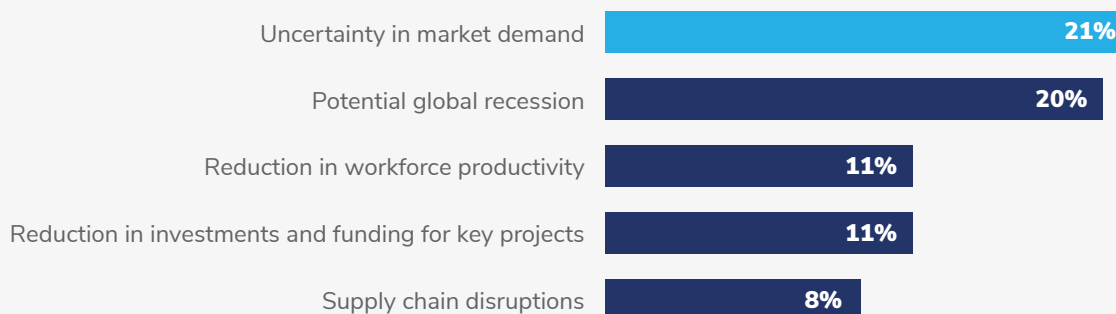 Uncertainty in market demand 21%
Potential global recession 20%
Reduction in workforce productivity 11%
Reduction in investments and funding for key projects 11%
Supply chain disruptions 8%